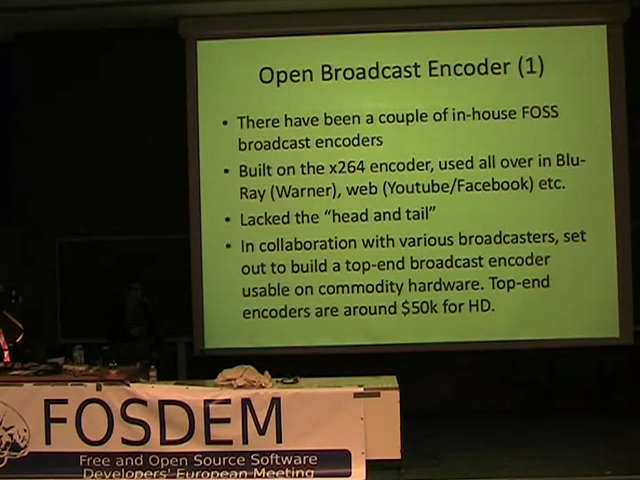 Open Broadcast Encoder (1)
• There have been a couple of in-house FOSS
broadcast encoders
• Built on the x264 encoder, used all over in Blu-
Ray (Warner), web (Youtube/Facebook) etc.
• Lacked the “head and tail”
• In collaboration with various broadcasters, set
out to build a top-end broadcast encoder
usable on commodity hardware. Top-end
encoders are around $50k for HD.
FOSDEM
Free and Open Source Software
Developers' European Meeting